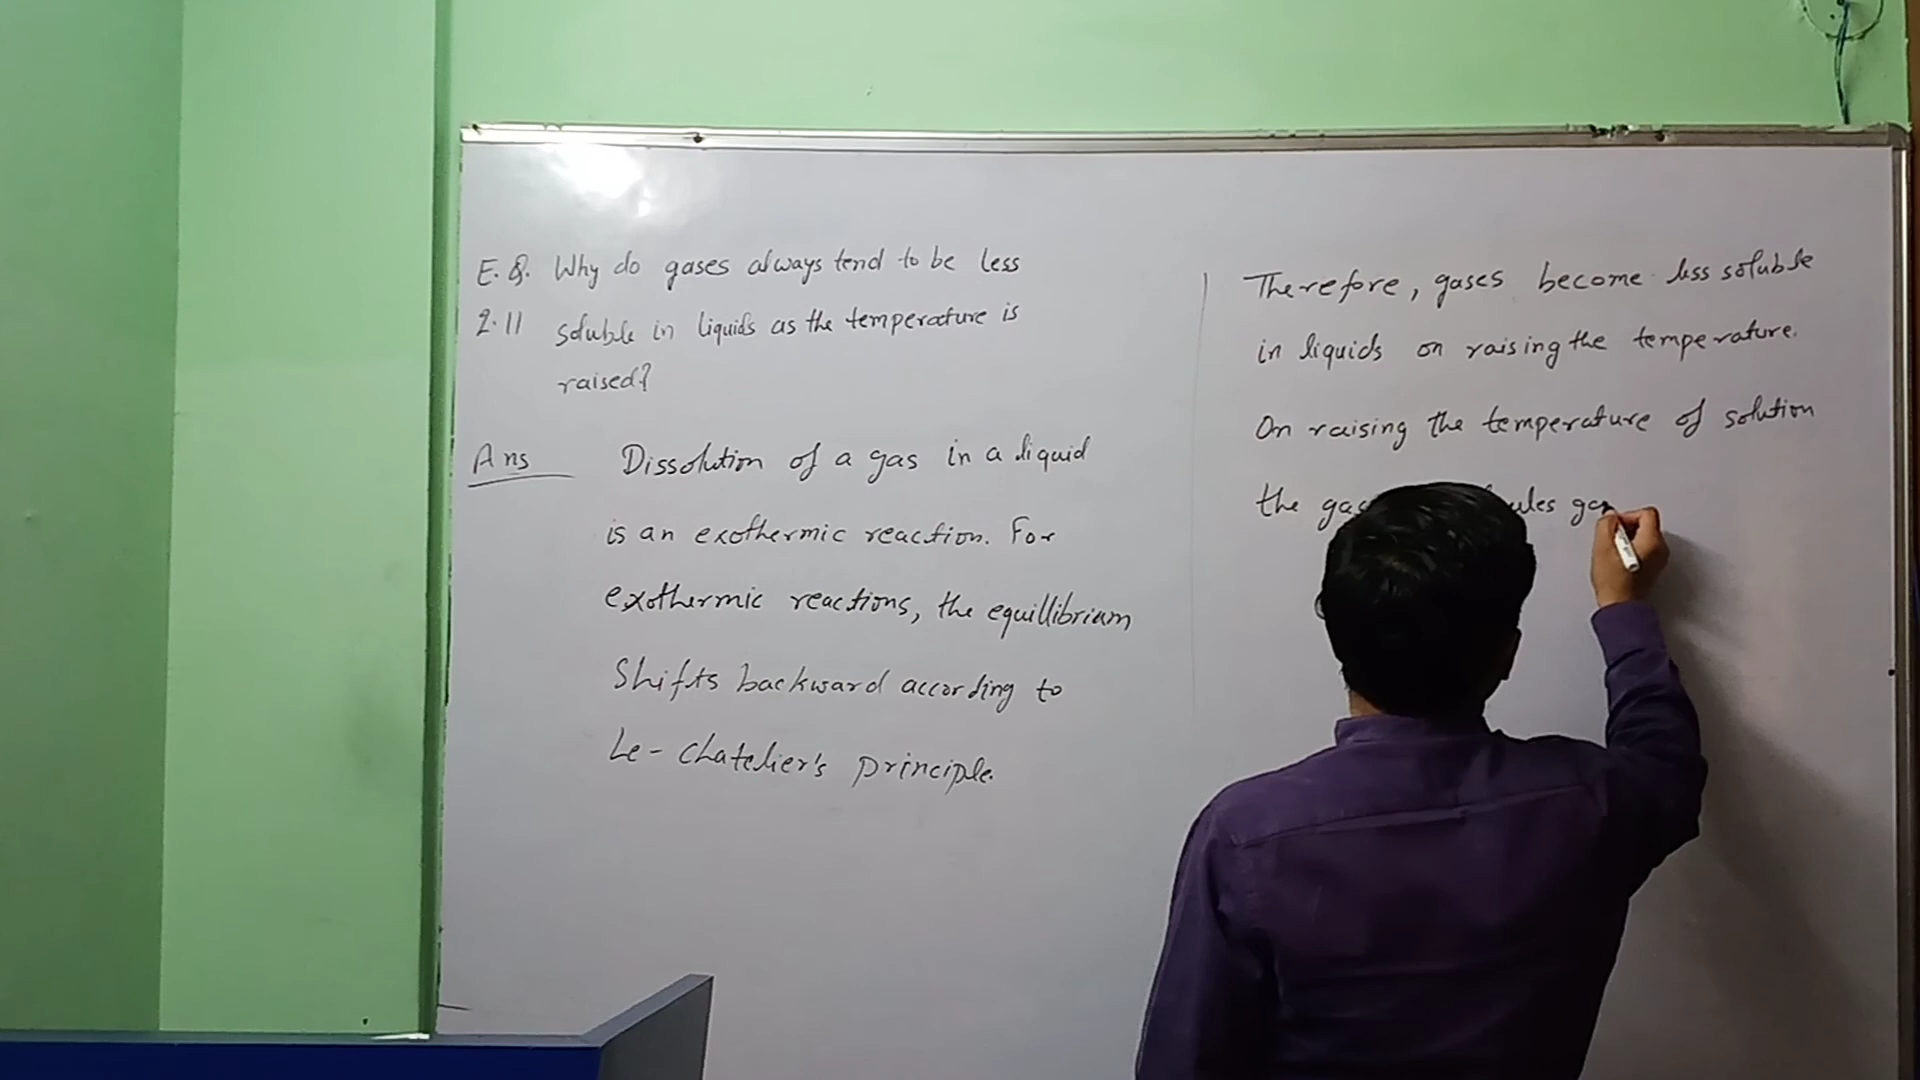 E.Q. Why do gases always tend to be less
2.11 soluble in liquids as the temperature is
raised?
Ans Dissolution of a gas in a liquid
is an exothermic reaction. For
exothermic reactions, the equillibrium
Shifts backward according to
Le-Chatelier's principle.
Therefore, gases become less soluble
in liquids on raising the temperature.
On raising the temperature of solution
the